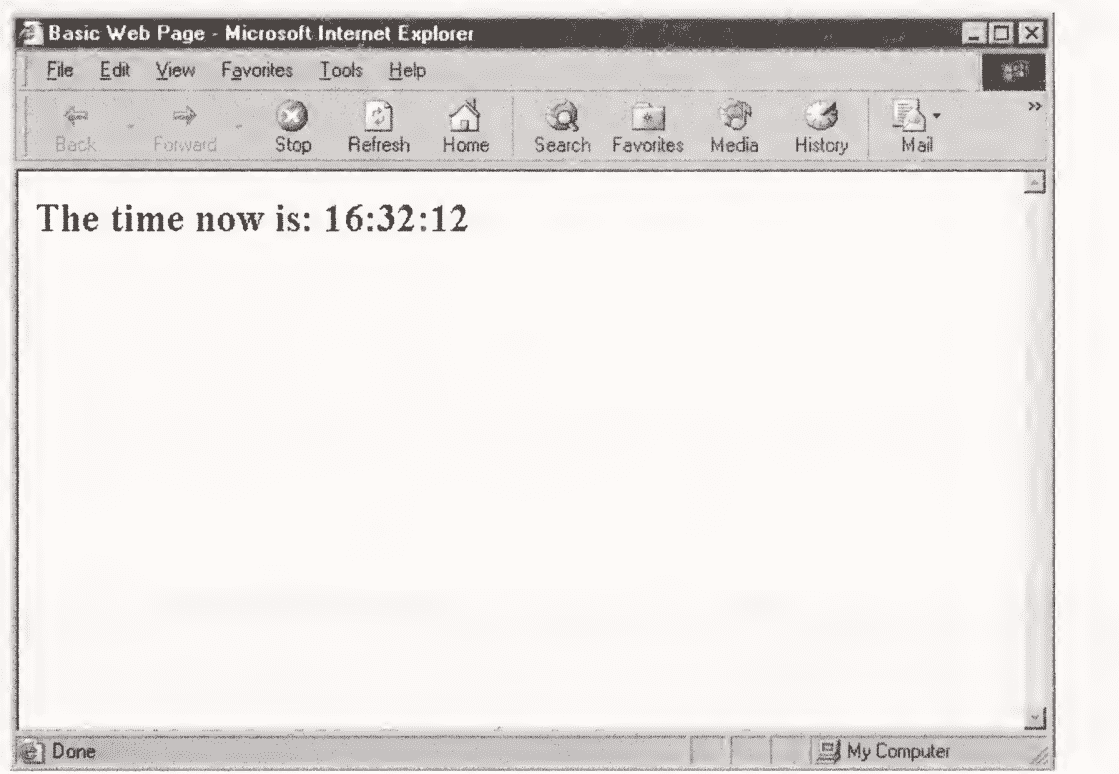 Basic Web Page - Microsoft Internet Explorer
File Edit View Favorites Tools Help
Back Forward Stop Refresh Home Search Favorites Media History Mail »
The time now is: 16:32:12
Done My Computer